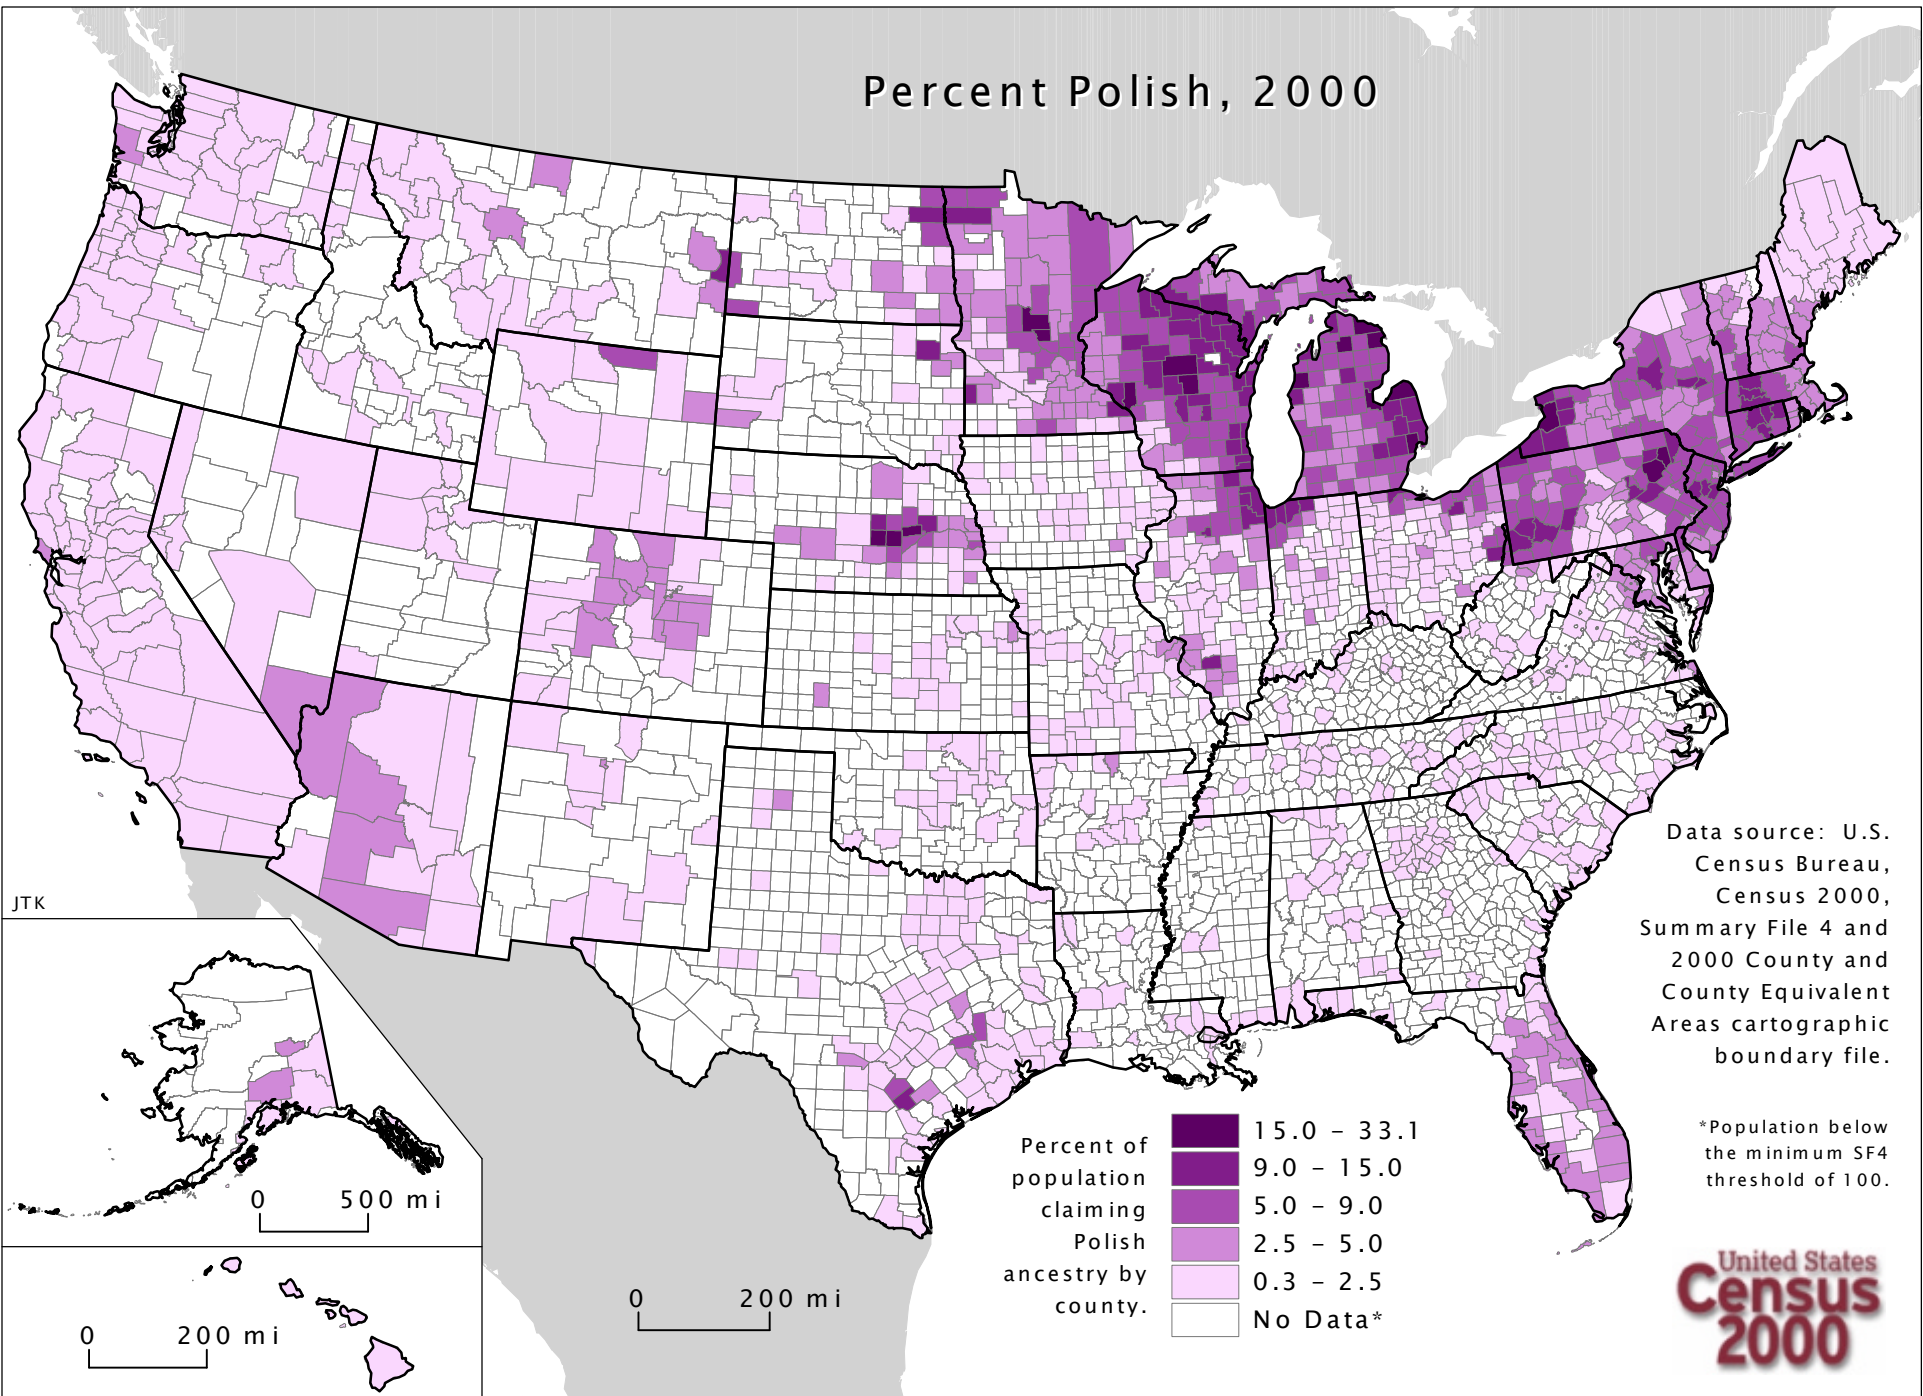 Percent Polish, 2000
Data source: U.S.
Census Bureau,
Census 2000,
Summary File 4 and
2000 County and
County Equivalent
Areas cartographic
boundary file.
*Population below
the minimum SF4
threshold of 100.
JTK
0 500 mi
0 200 mi
0 200 mi
Percent of
population
claiming
Polish
ancestry by
county.
15.0 – 33.1
9.0 – 15.0
5.0 – 9.0
2.5 – 5.0
0.3 – 2.5
No Data*
United States
Census
2000